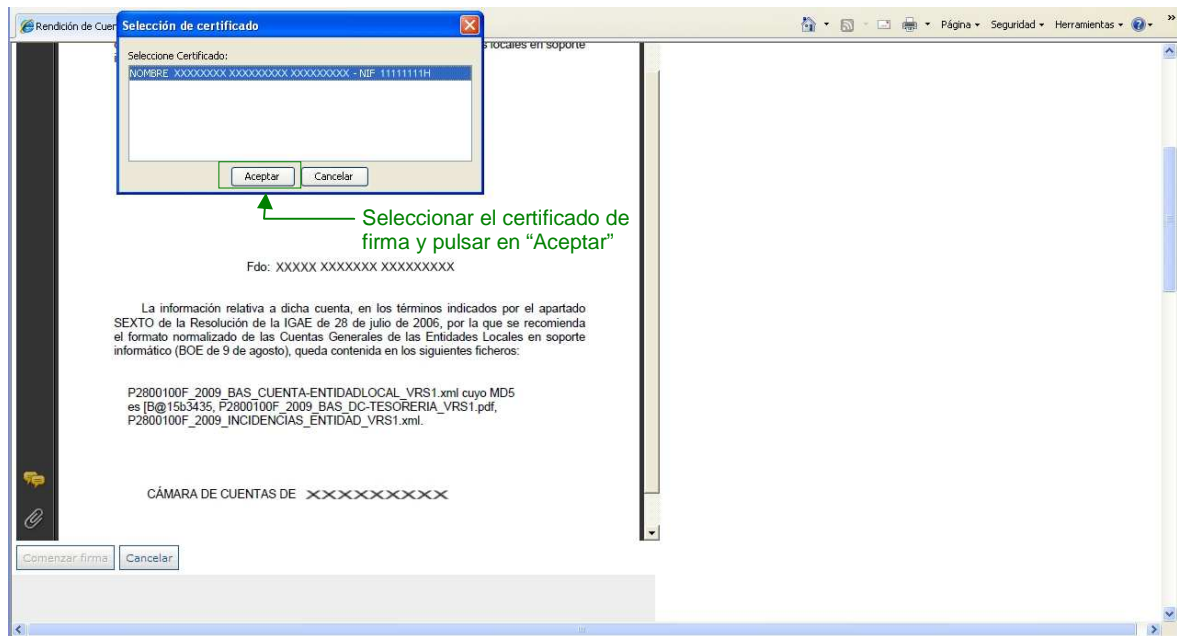 Rendición de Cuen
Selección de certificado
Página
Seguridad
Herramientas
»
s locales en soporte
Seleccione Certificado:
NOMBRE XXXXXXXX XXXXXXXXX XXXXXXXXX - NIF 11111111H
Aceptar
Cancelar
Seleccionar el certificado de
firma y pulsar en “Aceptar”
Fdo: XXXXX XXXXXXX XXXXXXXXX
La información relativa a dicha cuenta, en los términos indicados por el apartado
SEXTO de la Resolución de la IGAE de 28 de julio de 2006, por la que se recomienda
el formato normalizado de las Cuentas Generales de las Entidades Locales en soporte
informático (BOE de 9 de agosto), queda contenida en los siguientes ficheros:
P2800100F_2009_BAS_CUENTA-ENTIDADLOCAL_VRS1.xml cuyo MD5
es [B@15b3435, P2800100F_2009_BAS_DC-TESORERIA_VRS1.pdf,
P2800100F_2009_INCIDENCIAS_ENTIDAD_VRS1.xml.
CÁMARA DE CUENTAS DE XXXXXXXXX
Comenzar firma
Cancelar